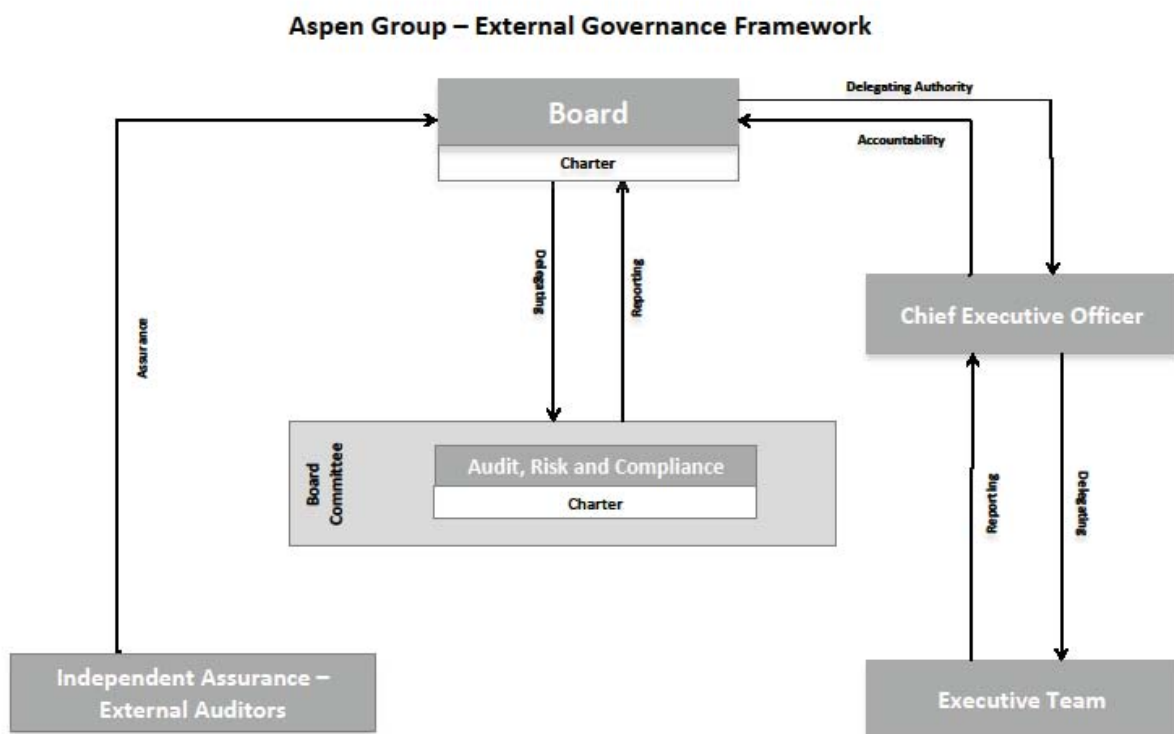 Aspen Group – External Governance Framework
Board
Charter
Delegating Authority
Accountability
Delegating
Reporting
Assurance
Chief Executive Officer
Board
Committee
Audit, Risk and Compliance
Charter
Reporting
Delegating
Independent Assurance –
External Auditors
Executive Team